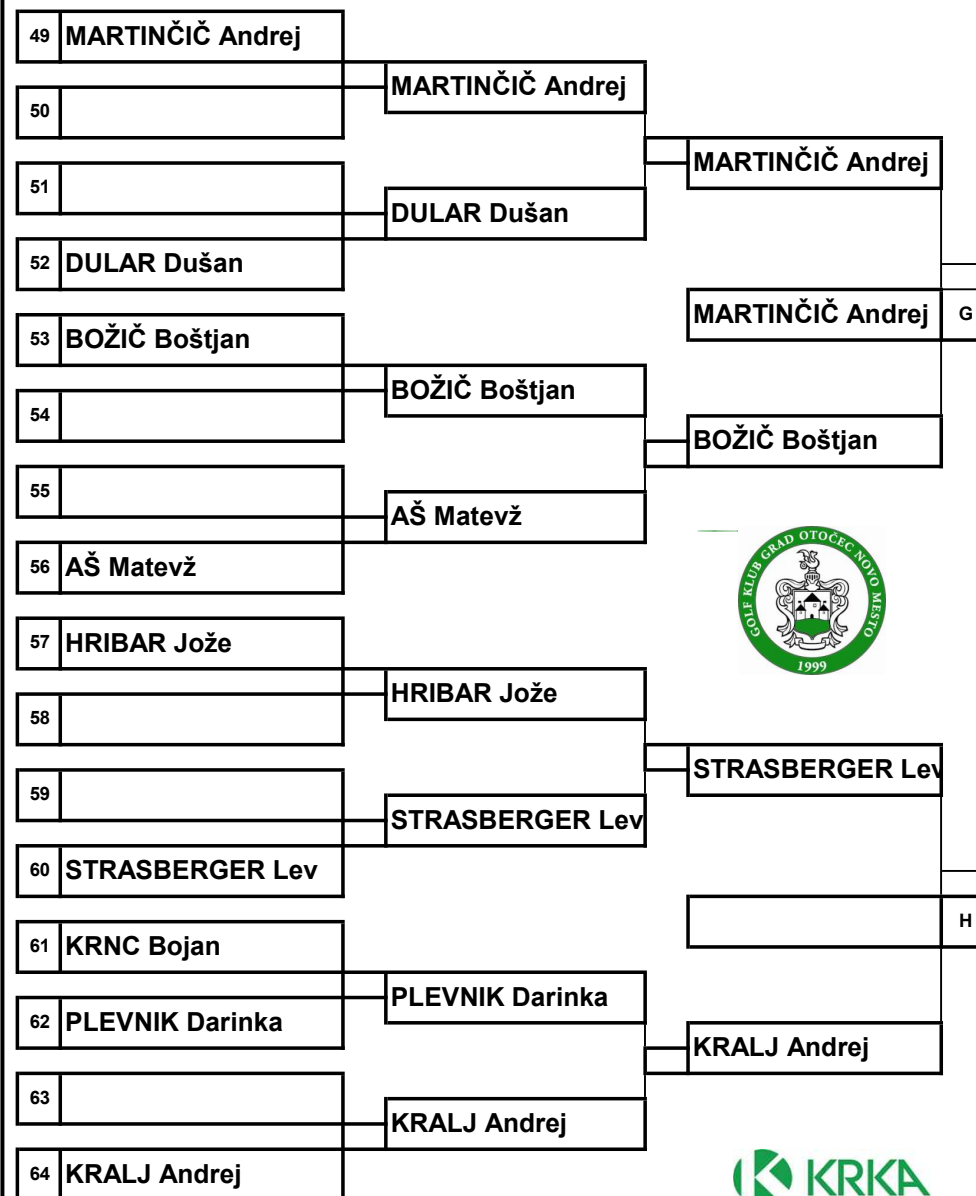 49 MARTINČIČ Andrej
MARTINČIČ Andrej
50
MARTINČIČ Andrej
51
DULAR Dušan
52 DULAR Dušan
MARTINČIČ Andrej G
53 BOŽIČ Boštjan
BOŽIČ Boštjan
54
BOŽIČ Boštjan
55
AŠ Matevž
56 AŠ Matevž
GOLF KLUB GRAD OTOČEC NOVO MESTO
1999
57 HRIBAR Jože
HRIBAR Jože
58
STRASBERGER Lev
59
STRASBERGER Lev
60 STRASBERGER Lev
H
61 KRNC Bojan
PLEVNIK Darinka
62 PLEVNIK Darinka
KRALJ Andrej
63
KRALJ Andrej
64 KRALJ Andrej
KRKA